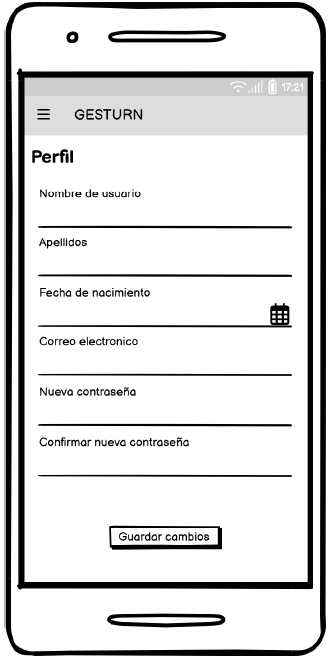 17:21
GESTURN
Perfil
Nombre de usuario
Apellidos
Fecha de nacimiento
Correo electronico
Nueva contraseña
Confirmar nueva contraseña
Guardar cambios